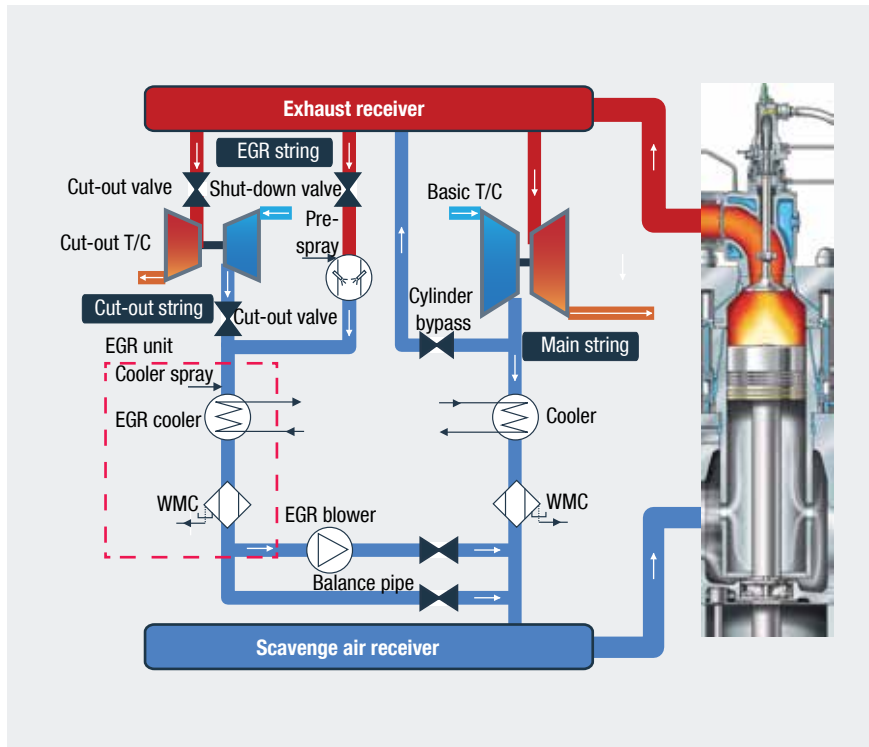 Exhaust receiver
EGR string
Cut-out valve
Shut-down valve
Basic T/C
Pre-
spray
Cut-out T/C
Cylinder
bypass
Cut-out string
Cut-out valve
Main string
EGR unit
Cooler spray
EGR cooler
Cooler
WMC
EGR blower
WMC
Balance pipe
Scavenge air receiver